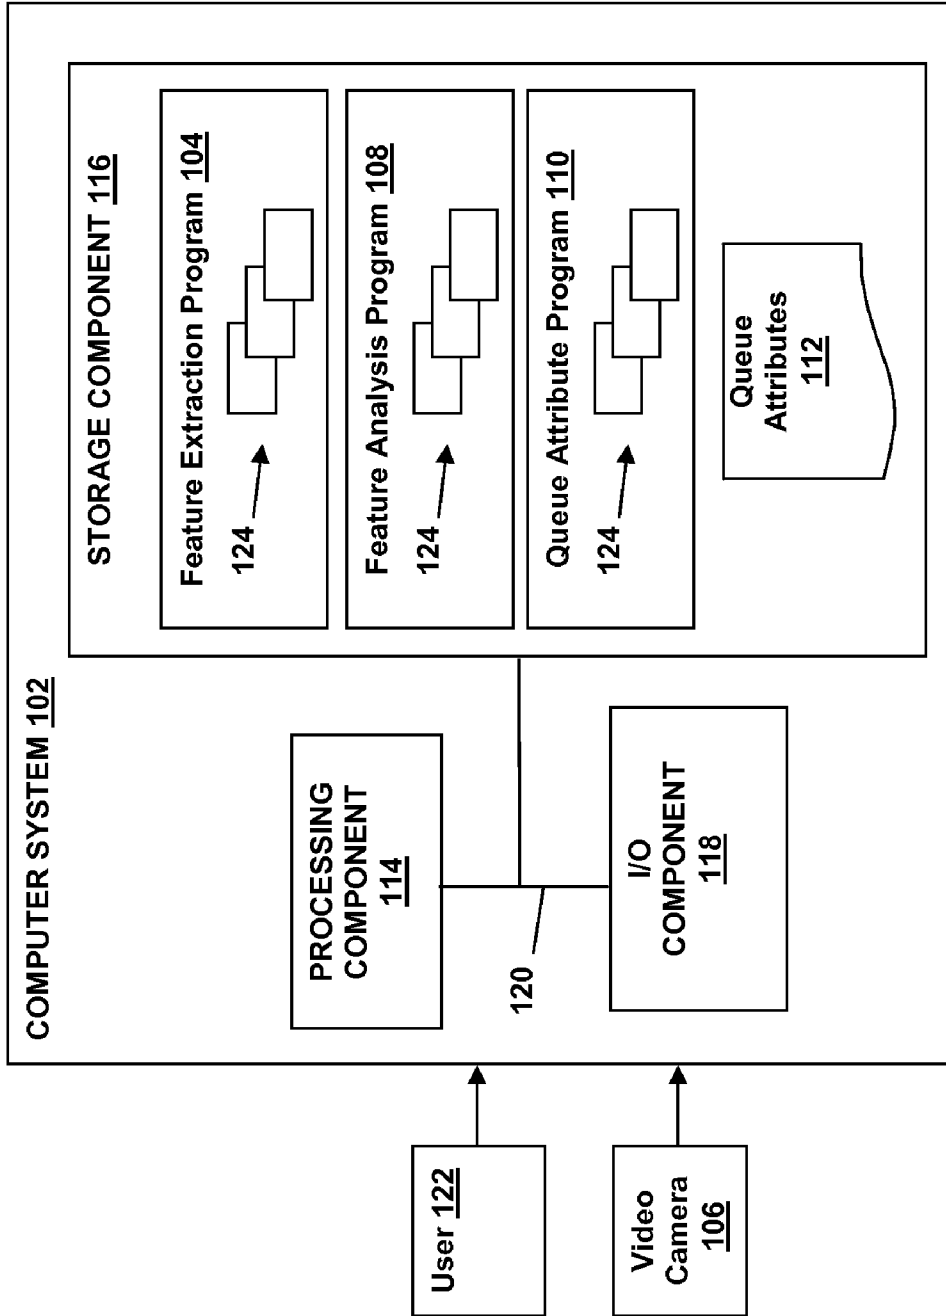 COMPUTER SYSTEM 102
STORAGE COMPONENT 116
Feature Extraction Program 104
124
Feature Analysis Program 108
124
Queue Attribute Program 110
124
Queue
Attributes
112
PROCESSING
COMPONENT
114
120
I/O
COMPONENT
118
User 122
Video
Camera
106